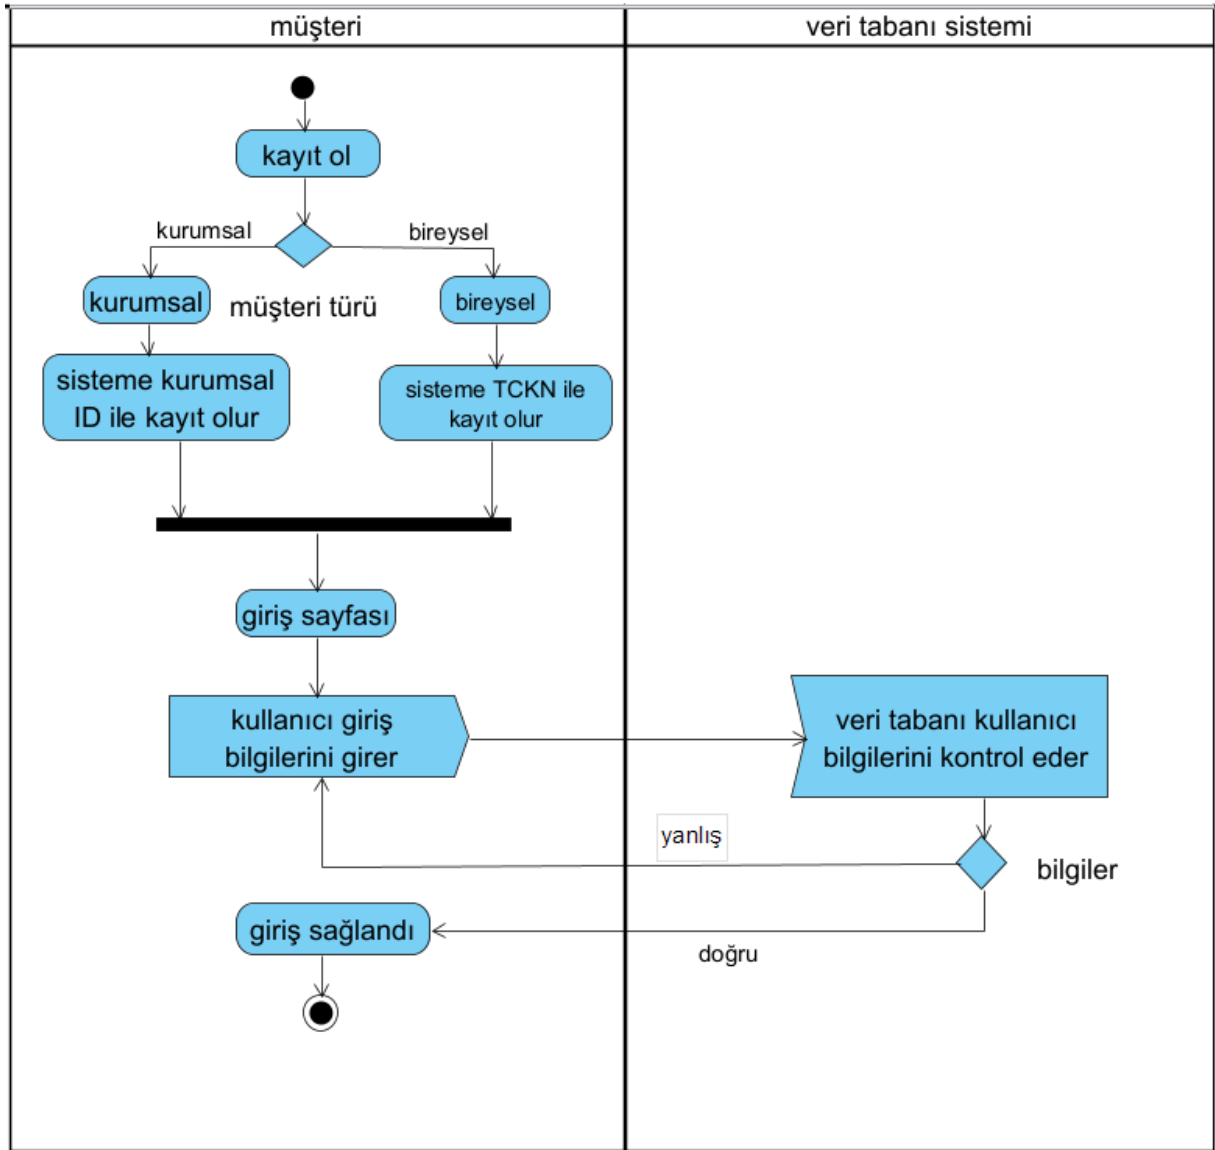 müşteri
veri tabanı sistemi
kayıt ol
kurumsal
bireysel
kurumsal
müşteri türü
bireysel
sisteme kurumsal
ID ile kayıt olur
sisteme TCKN ile
kayıt olur
giriş sayfası
kullanıcı giriş
bilgilerini girer
veri tabanı kullanıcı
bilgilerini kontrol eder
yanlış
bilgiler
giriş sağlandı
doğru